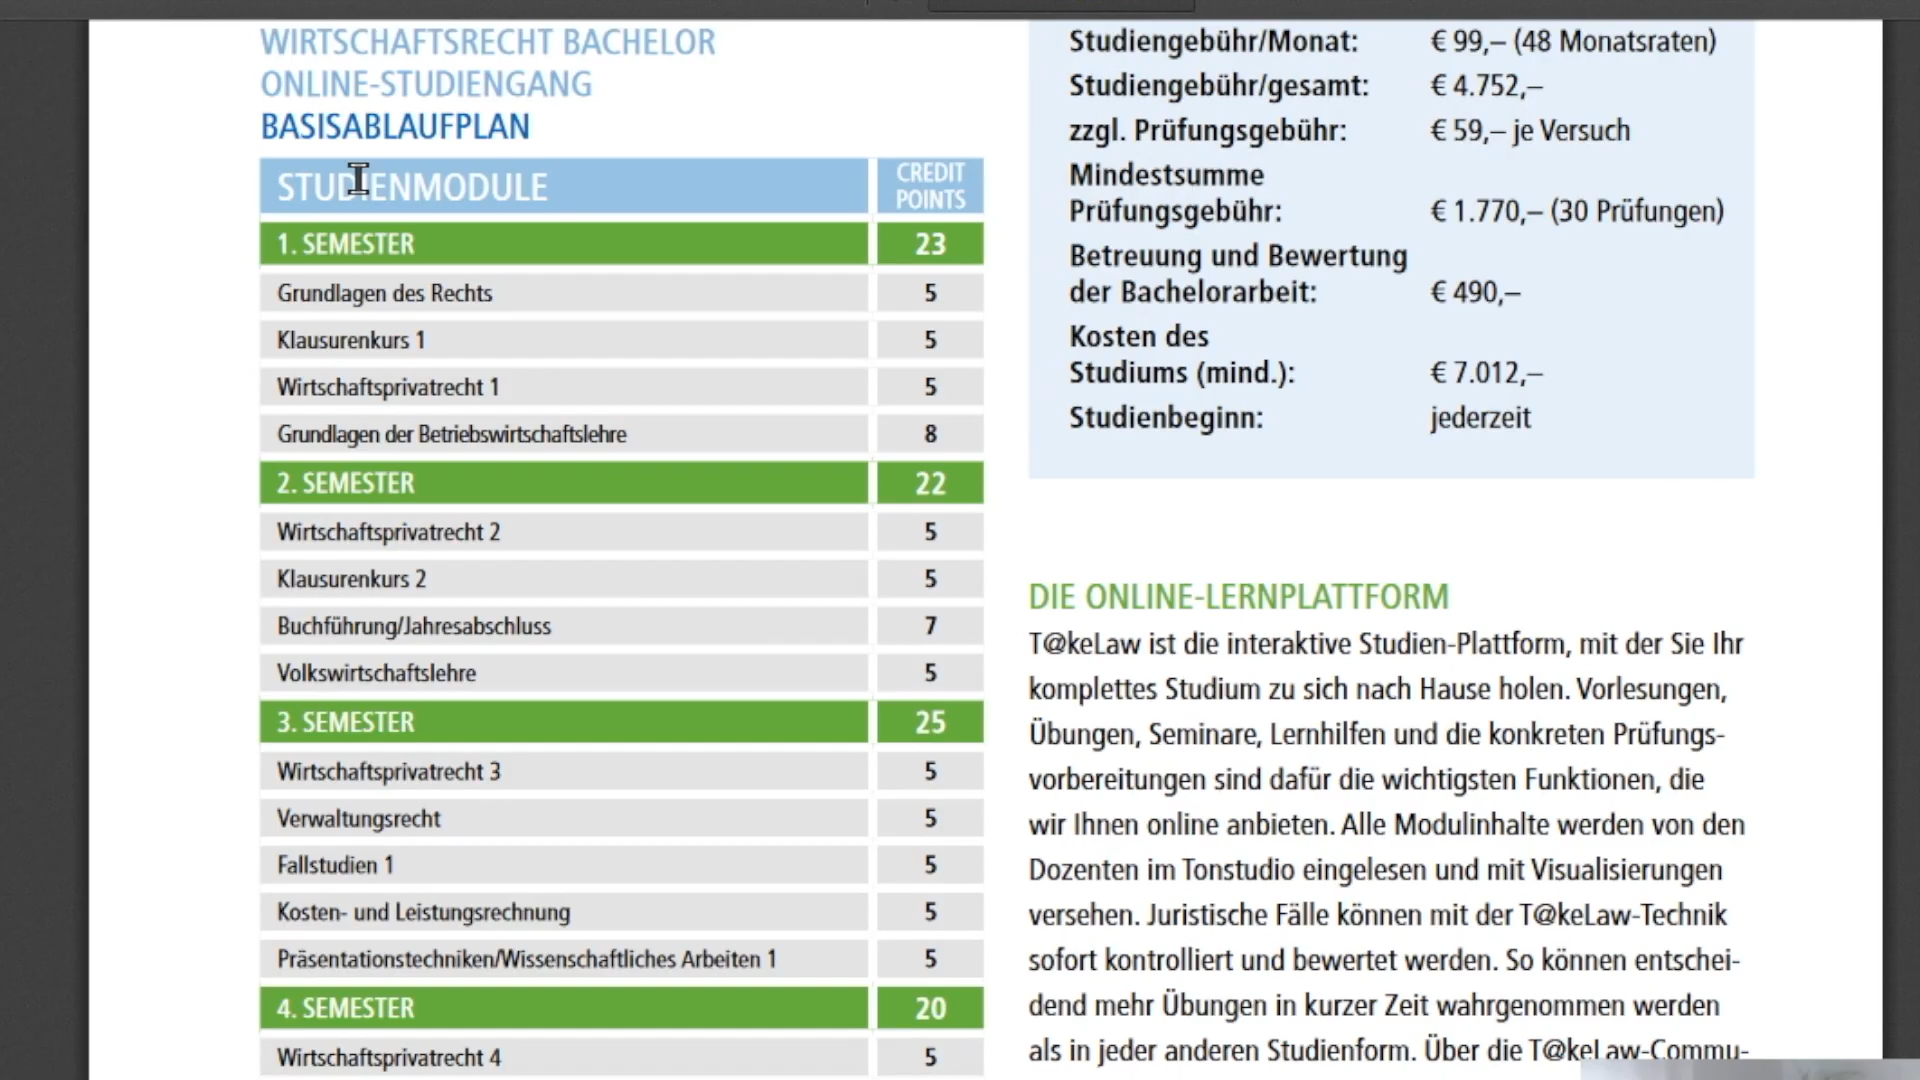 WIRTSCHAFTSRECHT BACHELOR
ONLINE-STUDIENGANG
BASISABLAUFPLAN
STUDIENMODULE CREDIT POINTS
1. SEMESTER 23
Grundlagen des Rechts 5
Klausurenkurs 1 5
Wirtschaftsprivatrecht 1 5
Grundlagen der Betriebswirtschaftslehre 8
2. SEMESTER 22
Wirtschaftsprivatrecht 2 5
Klausurenkurs 2 5
Buchführung/Jahresabschluss 7
Volkswirtschaftslehre 5
3. SEMESTER 25
Wirtschaftsprivatrecht 3 5
Verwaltungsrecht 5
Fallstudien 1 5
Kosten- und Leistungsrechnung 5
Präsentationstechniken/Wissenschaftliches Arbeiten 1 5
4. SEMESTER 20
Wirtschaftsprivatrecht 4 5
Studiengebühr/Monat: € 99,– (48 Monatsraten)
Studiengebühr/gesamt: € 4.752,–
zzgl. Prüfungsgebühr: € 59,– je Versuch
Mindestsumme
Prüfungsgebühr: € 1.770,– (30 Prüfungen)
Betreuung und Bewertung
der Bachelorarbeit: € 490,–
Kosten des
Studiums (mind.): € 7.012,–
Studienbeginn: jederzeit
DIE ONLINE-LERNPLATTFORM
T@keLaw ist die interaktive Studien-Plattform, mit der Sie Ihr
komplettes Studium zu sich nach Hause holen. Vorlesungen,
Übungen, Seminare, Lernhilfen und die konkreten Prüfungs-
vorbereitungen sind dafür die wichtigsten Funktionen, die
wir Ihnen online anbieten. Alle Modulinhalte werden von den
Dozenten im Tonstudio eingelesen und mit Visualisierungen
versehen. Juristische Fälle können mit der T@keLaw-Technik
sofort kontrolliert und bewertet werden. So können entschei-
dend mehr Übungen in kurzer Zeit wahrgenommen werden
als in jeder anderen Studienform. Über die T@keLaw-Commu-